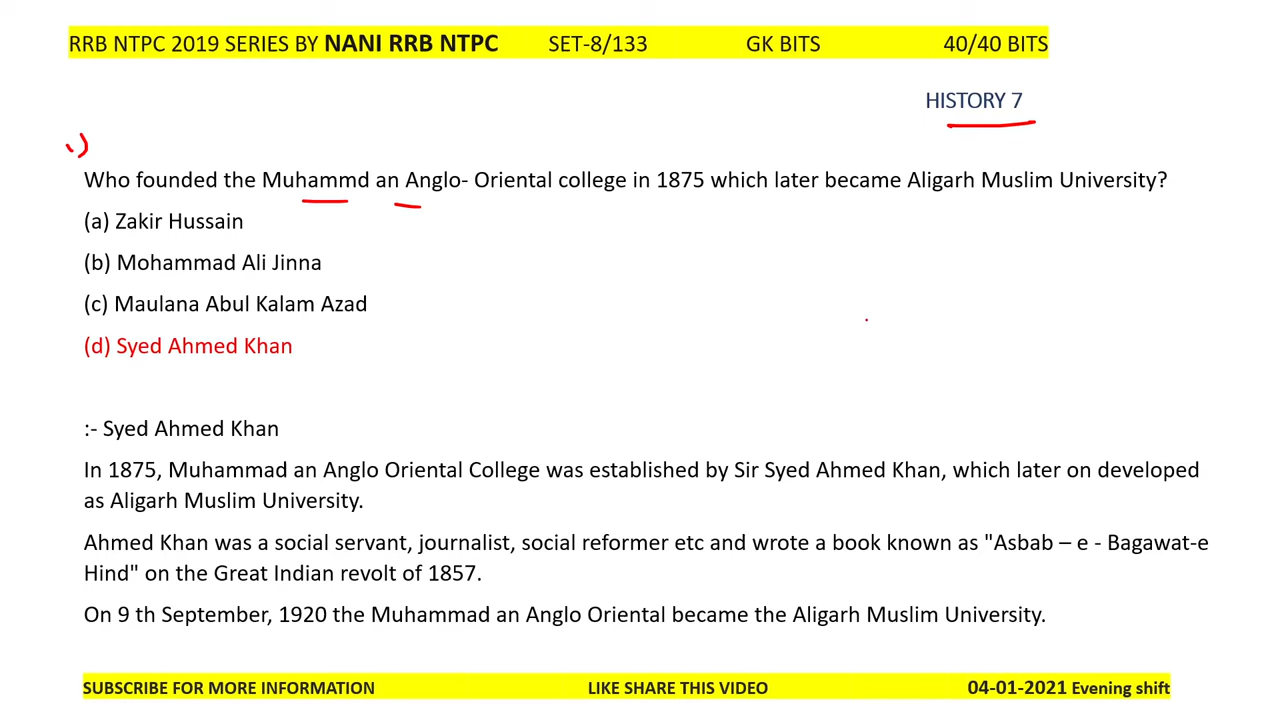 RRB NTPC 2019 SERIES BY NANI RRB NTPC SET-8/133 GK BITS 40/40 BITS
HISTORY 7
Who founded the Muhammd an Anglo- Oriental college in 1875 which later became Aligarh Muslim University?
(a) Zakir Hussain
(b) Mohammad Ali Jinna
(c) Maulana Abul Kalam Azad
(d) Syed Ahmed Khan
:- Syed Ahmed Khan
In 1875, Muhammad an Anglo Oriental College was established by Sir Syed Ahmed Khan, which later on developed
as Aligarh Muslim University.
Ahmed Khan was a social servant, journalist, social reformer etc and wrote a book known as "Asbab – e - Bagawat-e
Hind" on the Great Indian revolt of 1857.
On 9 th September, 1920 the Muhammad an Anglo Oriental became the Aligarh Muslim University.
SUBSCRIBE FOR MORE INFORMATION LIKE SHARE THIS VIDEO 04-01-2021 Evening shift